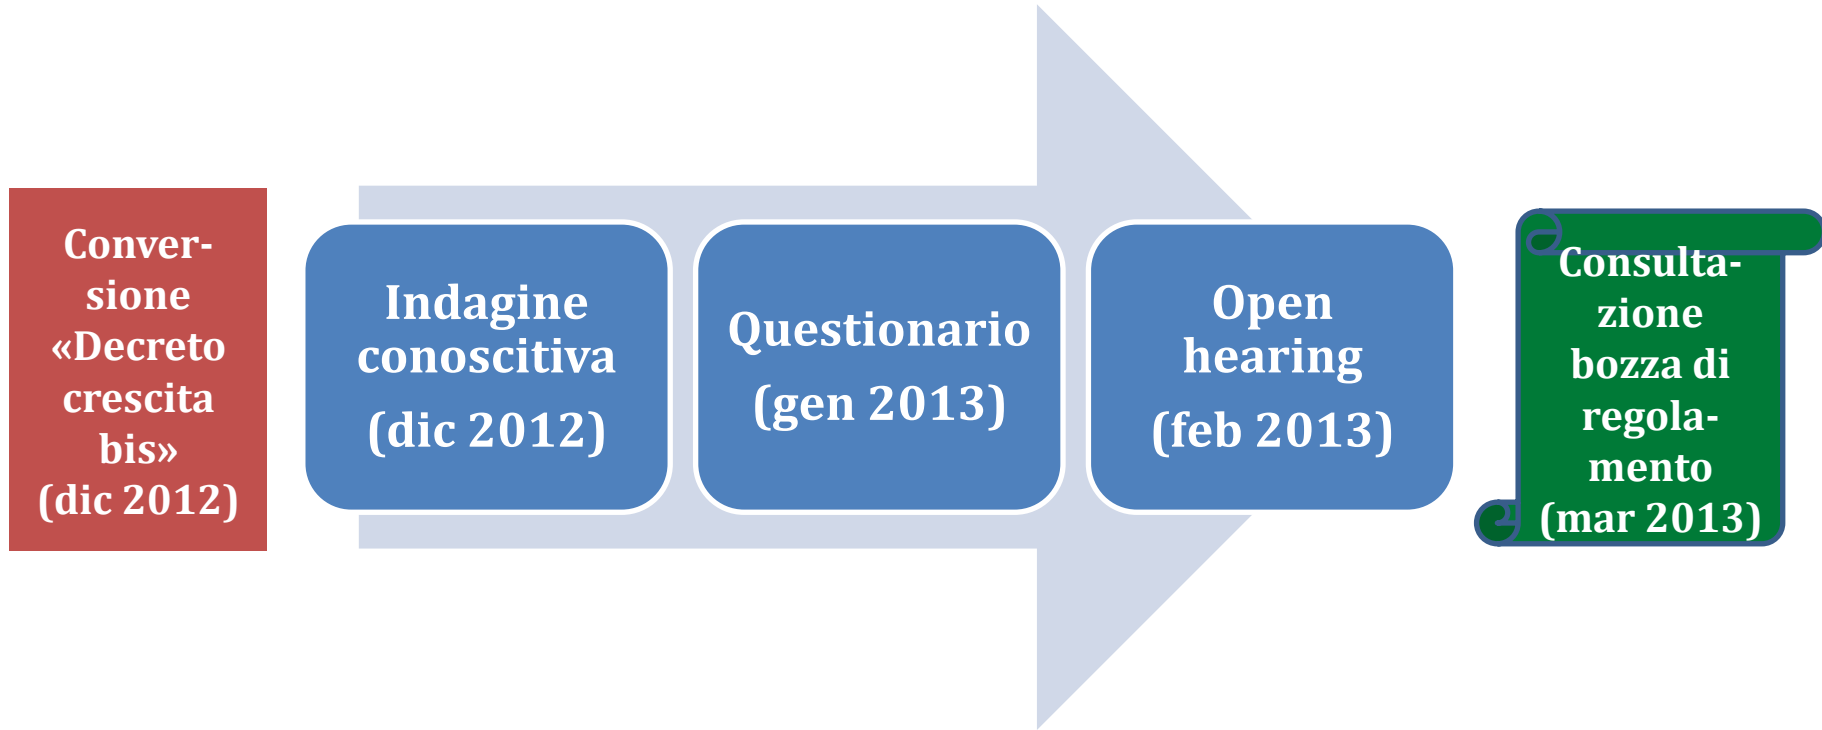 Conver-
sione
«Decreto
crescita
bis»
(dic 2012)
Indagine
conoscitiva
(dic 2012)
Questionario
(gen 2013)
Open
hearing
(feb 2013)
Consulta-
zione
bozza di
regola-
mento
(mar 2013)